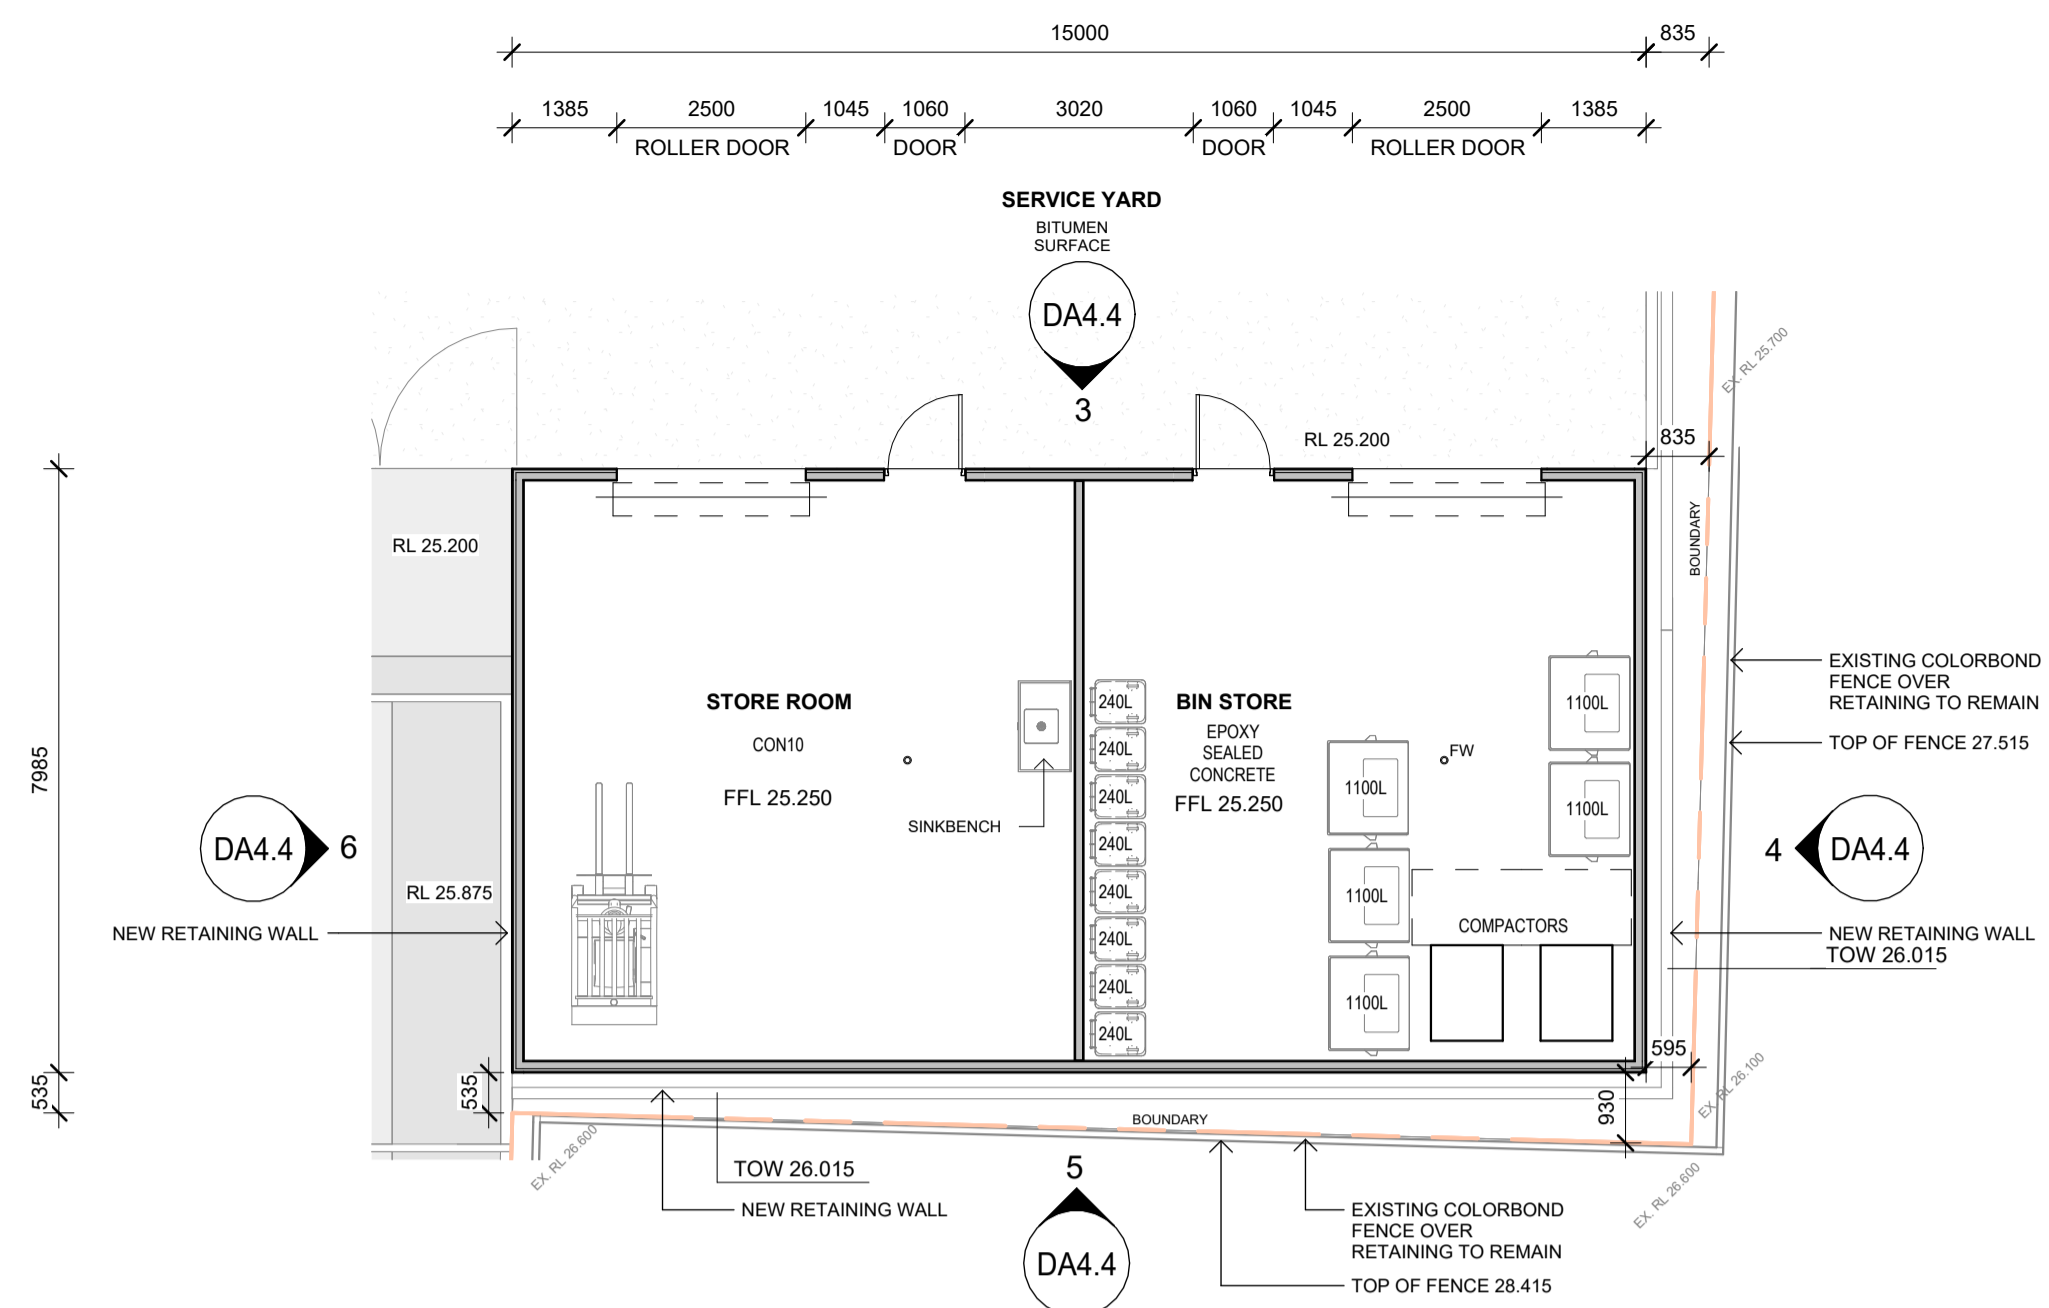 15000
835
1385
2500
1045
1060
3020
1060
1045
2500
1385
ROLLER DOOR
DOOR
DOOR
ROLLER DOOR
SERVICE YARD
BITUMEN
SURFACE
DA4.4
3
EX. RL 25.700
RL 25.200
835
BOUNDARY
RL 25.200
7985
STORE ROOM
CON10
FFL 25.250
SINKBENCH
240L
240L
240L
240L
240L
240L
240L
240L
BIN STORE
EPOXY
SEALED
CONCRETE
FFL 25.250
FW
1100L
1100L
1100L
1100L
1100L
COMPACTORS
EXISTING COLORBOND
FENCE OVER
RETAINING TO REMAIN
TOP OF FENCE 27.515
DA4.4
6
4
DA4.4
RL 25.875
NEW RETAINING WALL
NEW RETAINING WALL
TOW 26.015
535
535
595
930
EX. RL 26.100
BOUNDARY
EX. RL 26.600
TOW 26.015
NEW RETAINING WALL
5
DA4.4
EX. RL 26.600
EXISTING COLORBOND
FENCE OVER
RETAINING TO REMAIN
TOP OF FENCE 28.415